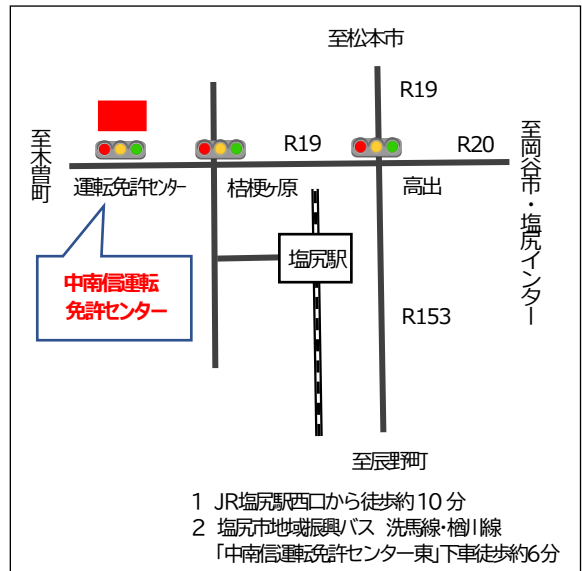 至松本市
R19
至木曽町
R19
R20
至岡谷市・塩尻インター
運転免許センター
桔梗ヶ原
高出
塩尻駅
中南信運転
免許センター
R153
至辰野町
1 JR塩尻駅西口から徒歩約10分
2 塩尻市地域振興バス 洗馬線・楢川線
「中南信運転免許センター東」下車徒歩約6分